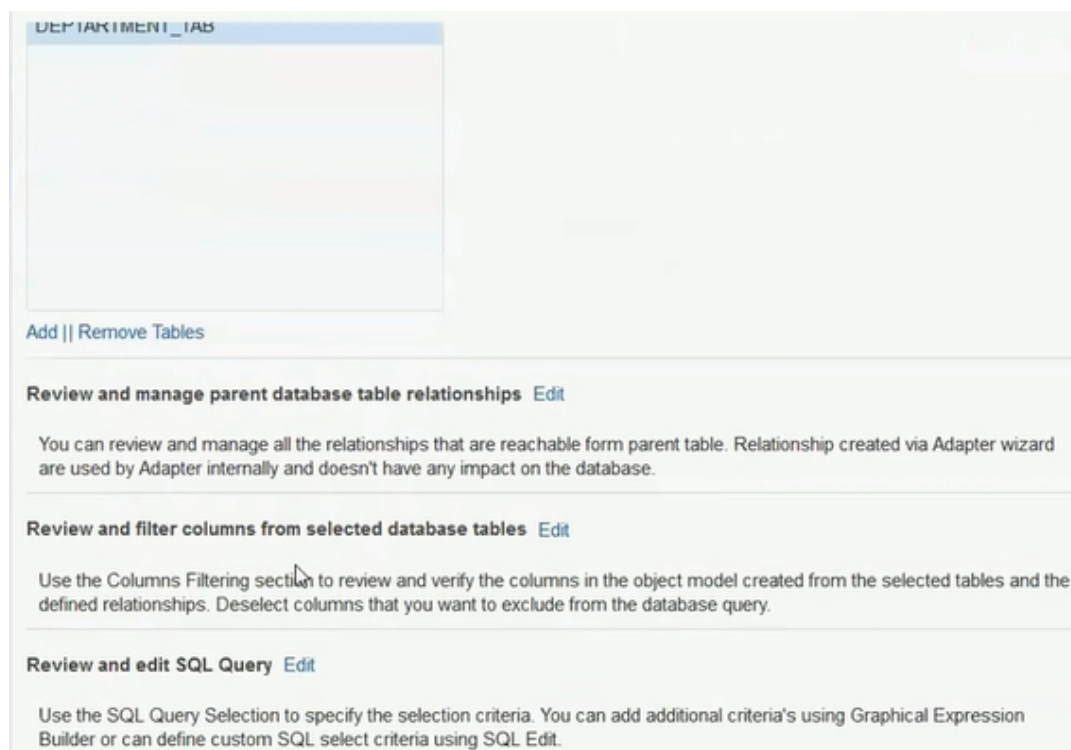 DEPTARTMENT_TAB
Add || Remove Tables
Review and manage parent database table relationships Edit
You can review and manage all the relationships that are reachable form parent table. Relationship created via Adapter wizard
are used by Adapter internally and doesn't have any impact on the database.
Review and filter columns from selected database tables Edit
Use the Columns Filtering section to review and verify the columns in the object model created from the selected tables and the
defined relationships. Deselect columns that you want to exclude from the database query.
Review and edit SQL Query Edit
Use the SQL Query Selection to specify the selection criteria. You can add additional criteria's using Graphical Expression
Builder or can define custom SQL select criteria using SQL Edit.